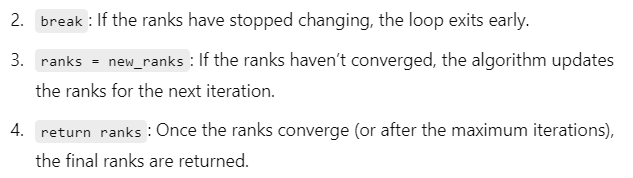 2. break : If the ranks have stopped changing, the loop exits early.
3. ranks = new_ranks : If the ranks haven’t converged, the algorithm updates
the ranks for the next iteration.
4. return ranks : Once the ranks converge (or after the maximum iterations),
the final ranks are returned.